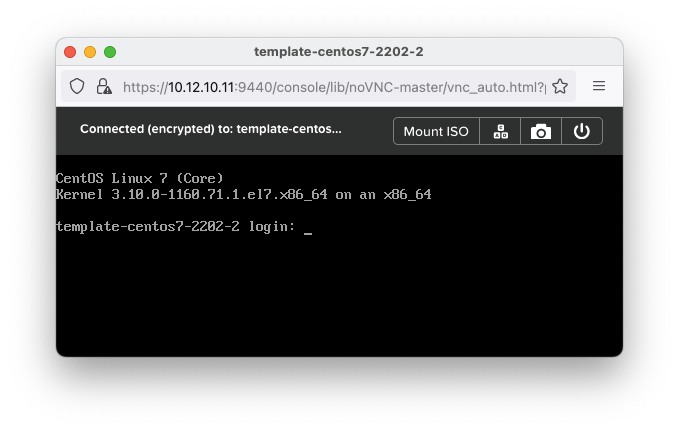 template-centos7-2202-2
https://10.12.10.11:9440/console/lib/noVNC-master/vnc_auto.html?
Connected (encrypted) to: template-centos...
Mount ISO
C
A D
CentOS Linux 7 (Core)
Kernel 3.10.0-1160.71.1.el7.x86_64 on an x86_64
template-centos7-2202-2 login: _